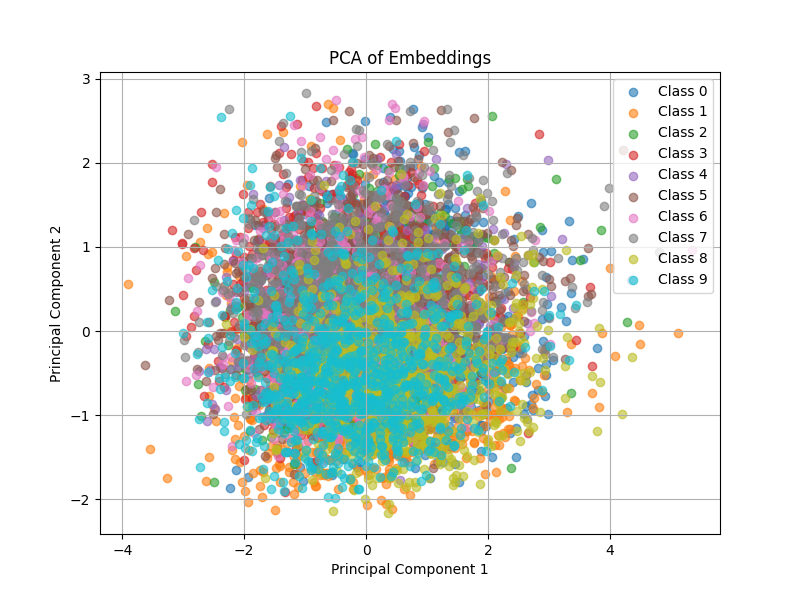 PCA of Embeddings
Principal Component 2
3
2
1
0
−1
−2
−4
−2
0
2
4
Principal Component 1
Class 0
Class 1
Class 2
Class 3
Class 4
Class 5
Class 6
Class 7
Class 8
Class 9